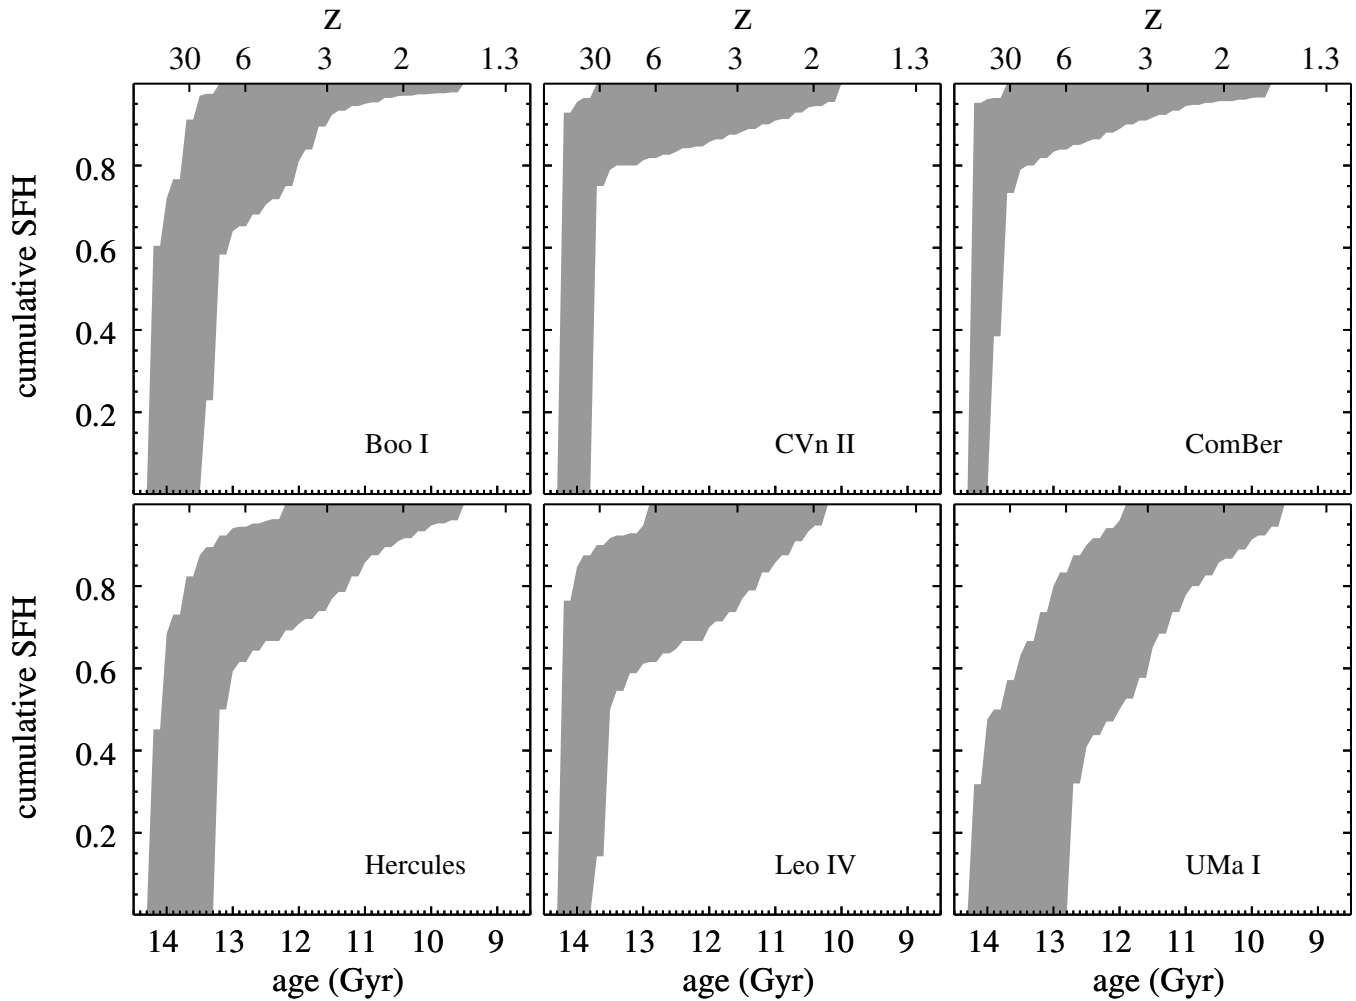 z z z
30 6 3 2 1.3 30 6 3 2 1.3 30 6 3 2 1.3
cumulative SFH
0.8
0.6
0.4
0.2
Boo I CVn II ComBer
cumulative SFH
0.8
0.6
0.4
0.2
Hercules Leo IV UMa I
14 13 12 11 10 9 14 13 12 11 10 9 14 13 12 11 10 9
age (Gyr) age (Gyr) age (Gyr)